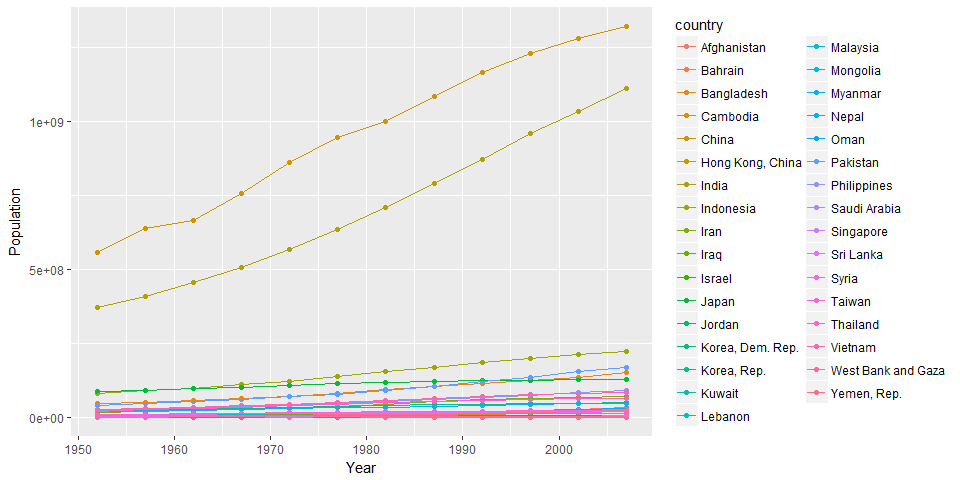 1e+09
5e+08
0e+00
Population
1950
1960
1970
1980
1990
2000
Year
country
Afghanistan
Bahrain
Bangladesh
Cambodia
China
Hong Kong, China
India
Indonesia
Iran
Iraq
Israel
Japan
Jordan
Korea, Dem. Rep.
Korea, Rep.
Kuwait
Lebanon
Malaysia
Mongolia
Myanmar
Nepal
Oman
Pakistan
Philippines
Saudi Arabia
Singapore
Sri Lanka
Syria
Taiwan
Thailand
Vietnam
West Bank and Gaza
Yemen, Rep.